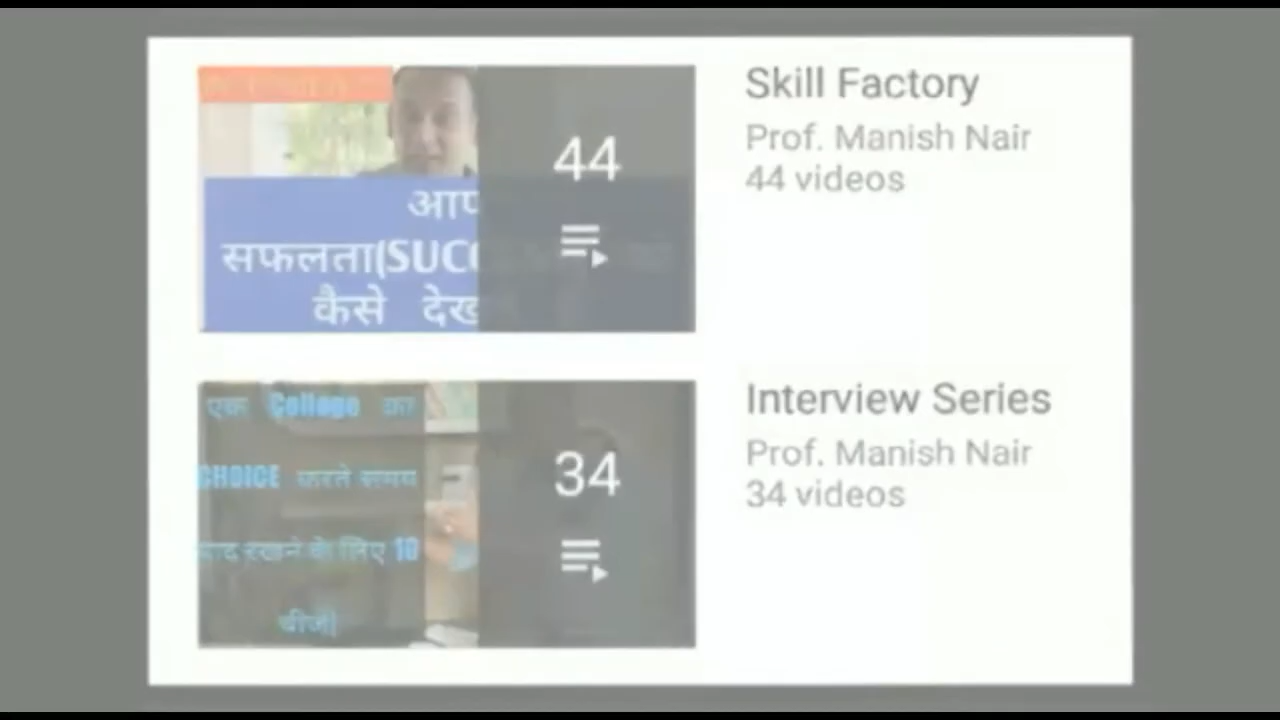 आप
सफलता(SUCC
कैसे देख
44
Skill Factory
Prof. Manish Nair
44 videos
एक College का
CHOICE करते समय
याद रखने के लिए 10
चीजें
34
Interview Series
Prof. Manish Nair
34 videos